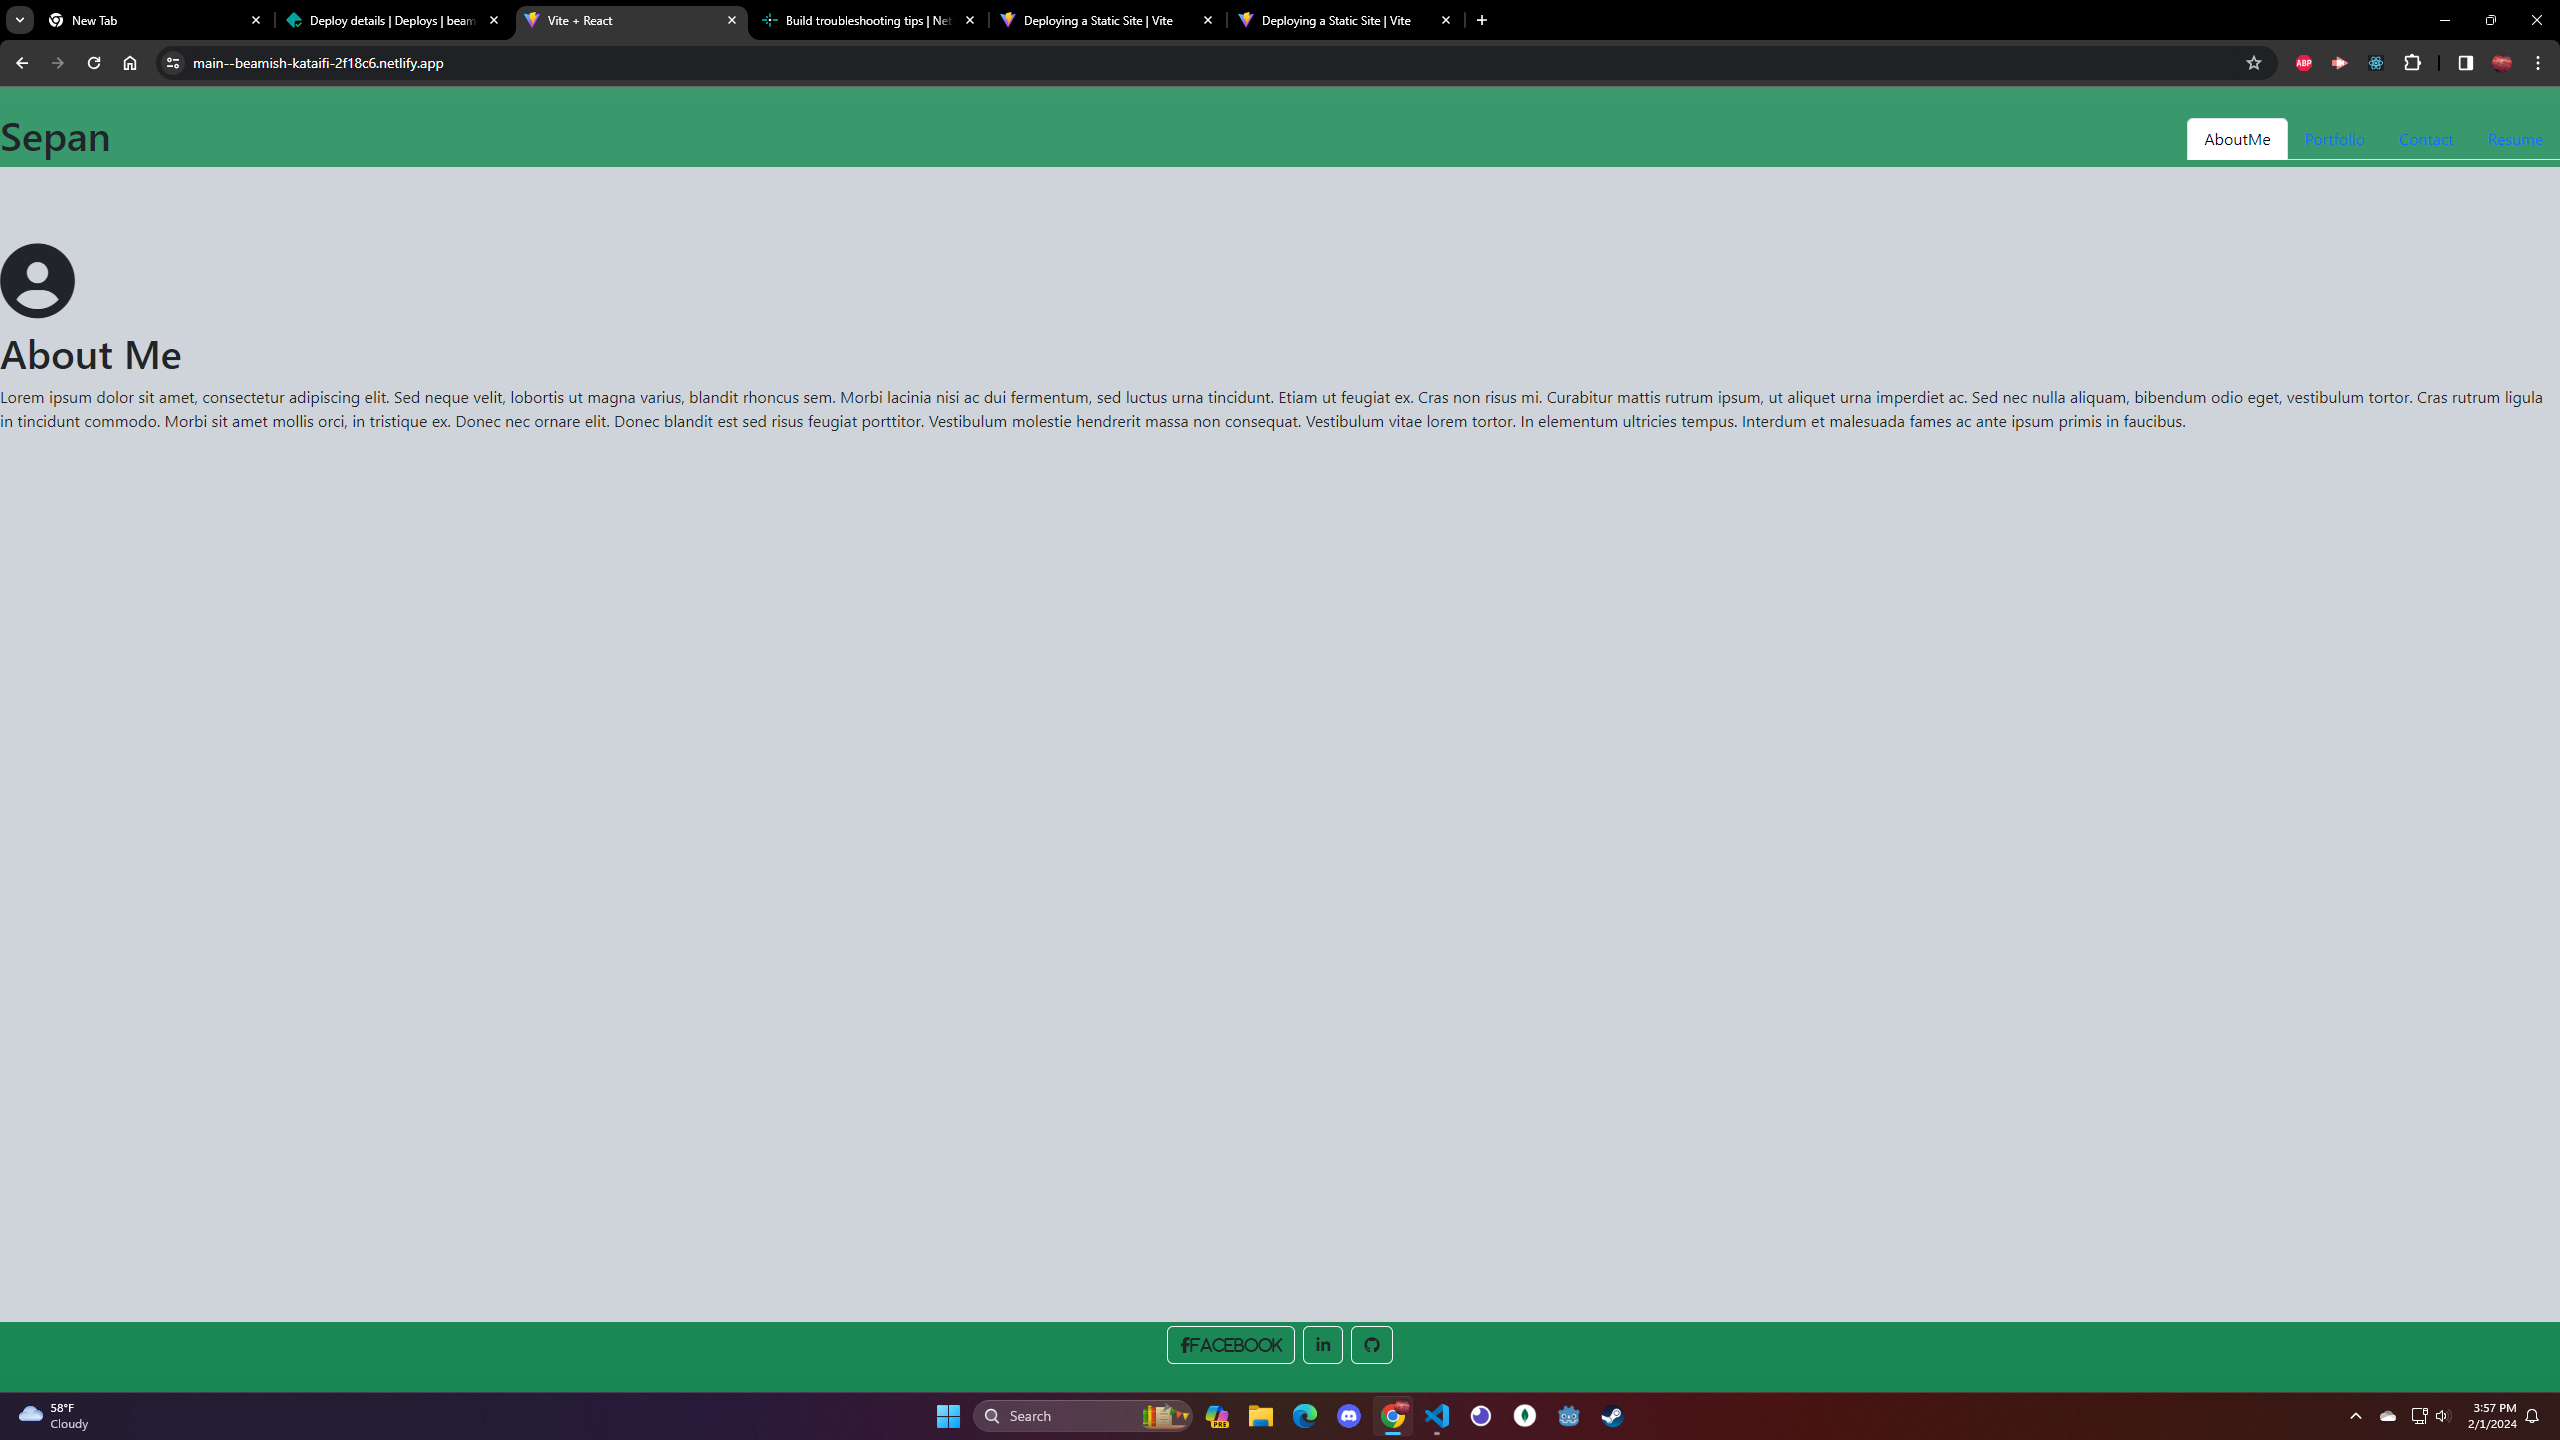 New Tab
Deploy details | Deploys | beam
Vite + React
Build troubleshooting tips | Net
Deploying a Static Site | Vite
Deploying a Static Site | Vite
main--beamish-kataifi-2f18c6.netlify.app
ABP
Sepan
AboutMe
Portfolio
Contact
Resume
About Me
Lorem ipsum dolor sit amet, consectetur adipiscing elit. Sed neque velit, lobortis ut magna varius, blandit rhoncus sem. Morbi lacinia nisi ac dui fermentum, sed luctus urna tincidunt. Etiam ut feugiat ex. Cras non risus mi. Curabitur mattis rutrum ipsum, ut aliquet urna imperdiet ac. Sed nec nulla aliquam, bibendum odio eget, vestibulum tortor. Cras rutrum ligula
in tincidunt commodo. Morbi sit amet mollis orci, in tristique ex. Donec nec ornare elit. Donec blandit est sed risus feugiat porttitor. Vestibulum molestie hendrerit massa non consequat. Vestibulum vitae lorem tortor. In elementum ultricies tempus. Interdum et malesuada fames ac ante ipsum primis in faucibus.
FACEBOOK
in
58°F
Cloudy
Search
PRE
3:57 PM
2/1/2024